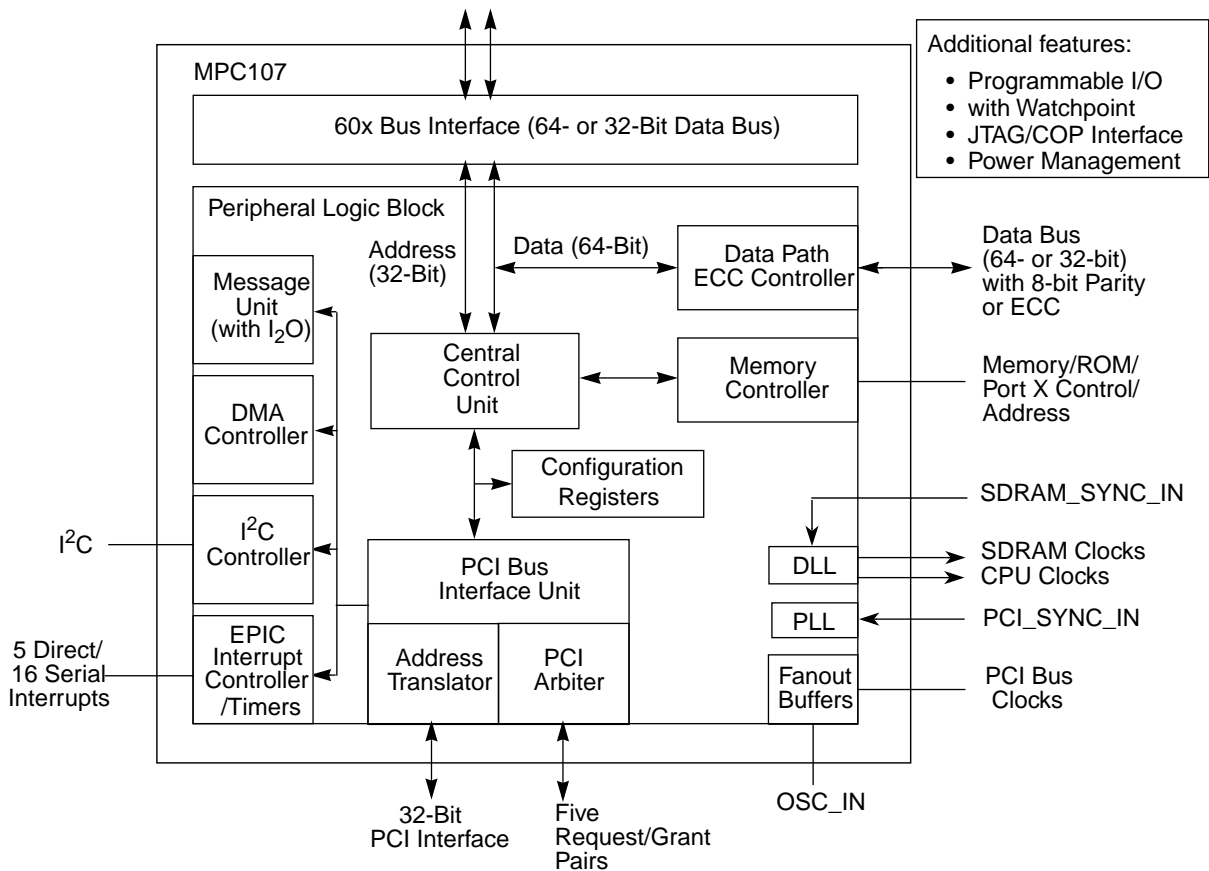 MPC107
Additional features:
• Programmable I/O
• with Watchpoint
• JTAG/COP Interface
• Power Management
60x Bus Interface (64- or 32-Bit Data Bus)
Peripheral Logic Block
Address
(32-Bit)
Data (64-Bit)
Data Path
ECC Controller
Data Bus
(64- or 32-bit)
with 8-bit Parity
or ECC
Message
Unit
(with I₂O)
Central
Control
Unit
Memory
Controller
Memory/ROM/
Port X Control/
Address
DMA
Controller
Configuration
Registers
SDRAM_SYNC_IN
I²C
I²C
Controller
PCI Bus
Interface Unit
DLL
SDRAM Clocks
CPU Clocks
PLL
PCI_SYNC_IN
5 Direct/
16 Serial
Interrupts
EPIC
Interrupt
Controller
/Timers
Address
Translator
PCI
Arbiter
Fanout
Buffers
PCI Bus
Clocks
OSC_IN
32-Bit
PCI Interface
Five
Request/Grant
Pairs